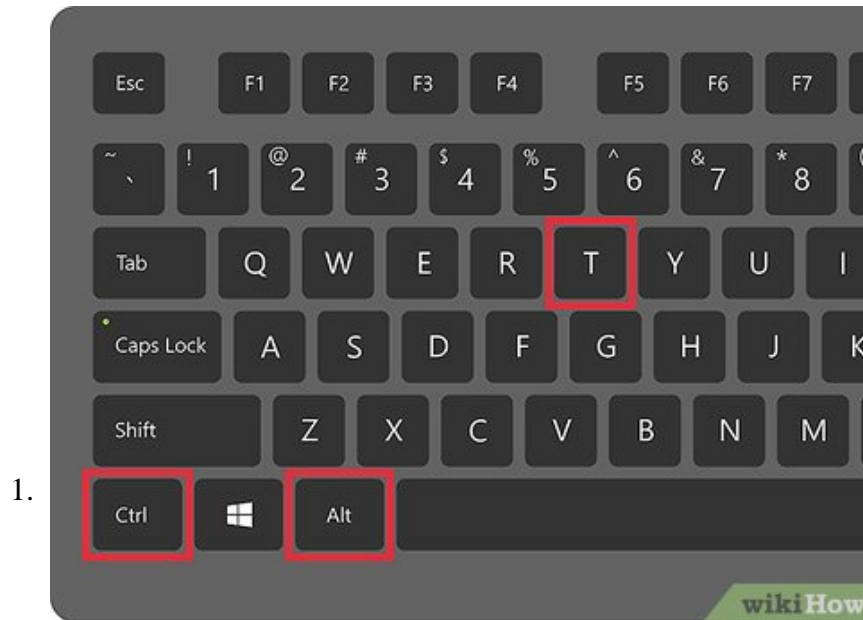 Esc F1 F2 F3 F4 F5 F6 F7
~ ` ! 1 @ 2 # 3 $ 4 % 5 ^ 6 & 7 * 8 (
Tab Q W E R T Y U I
Caps Lock A S D F G H J K
Shift Z X C V B N M
1.
Ctrl Alt
wikiHow